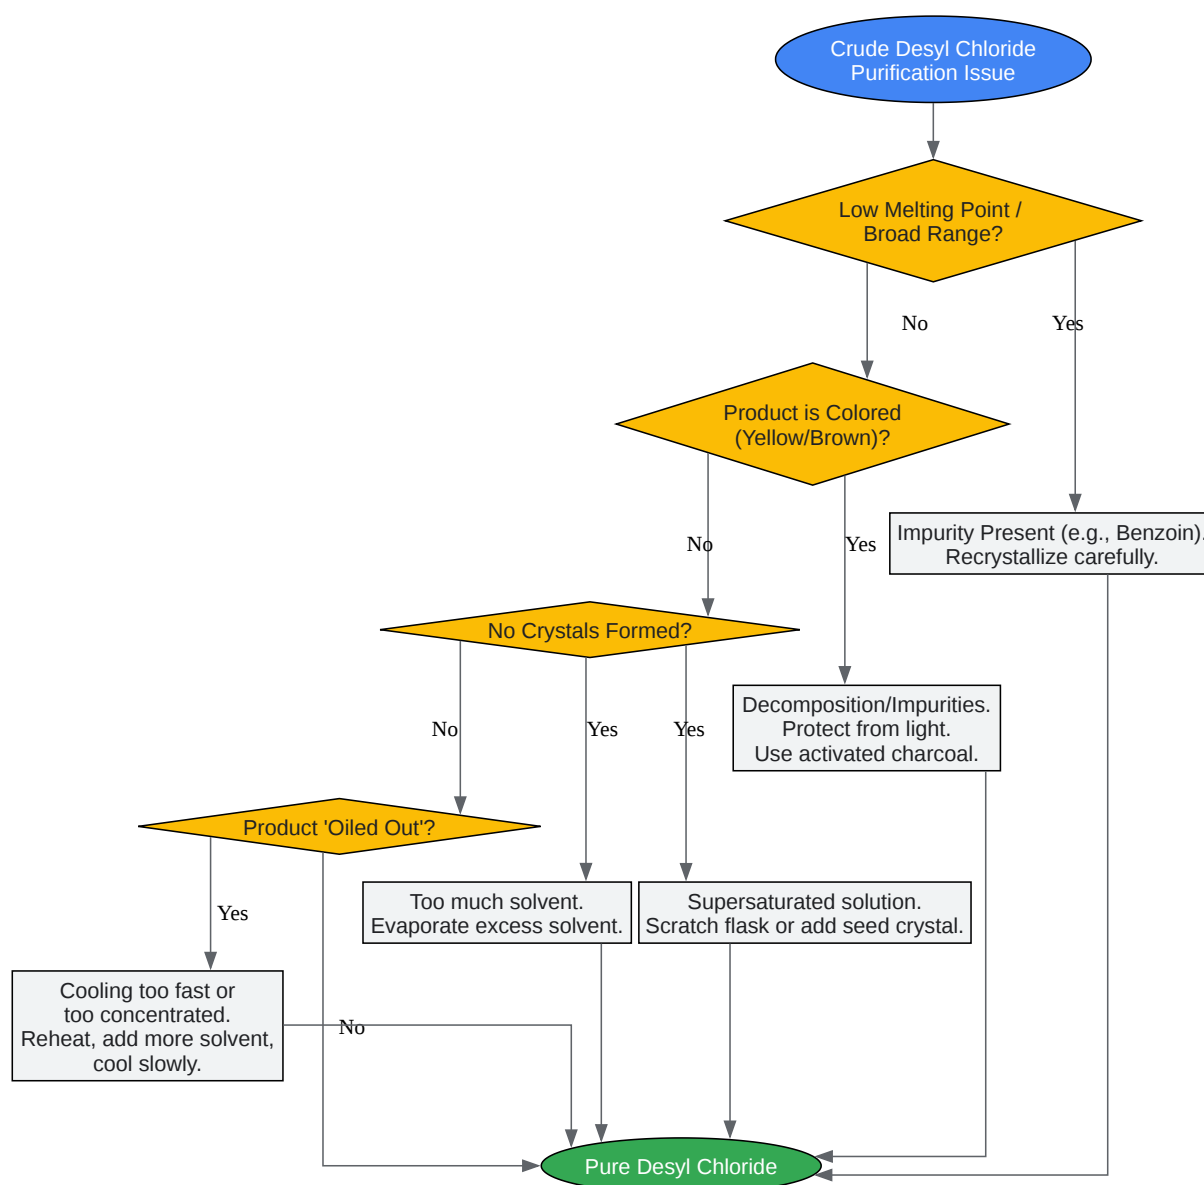 Crude Desyl Chloride
Purification Issue
Low Melting Point /
Broad Range?
No
Yes
Product is Colored
(Yellow/Brown)?
No
Yes
Impurity Present (e.g., Benzoin).
Recrystallize carefully.
No Crystals Formed?
No
Yes
Yes
Decomposition/Impurities.
Protect from light.
Use activated charcoal.
Product 'Oiled Out'?
Yes
Too much solvent.
Evaporate excess solvent.
Supersaturated solution.
Scratch flask or add seed crystal.
Cooling too fast or
too concentrated.
Reheat, add more solvent,
cool slowly.
No
Pure Desyl Chloride